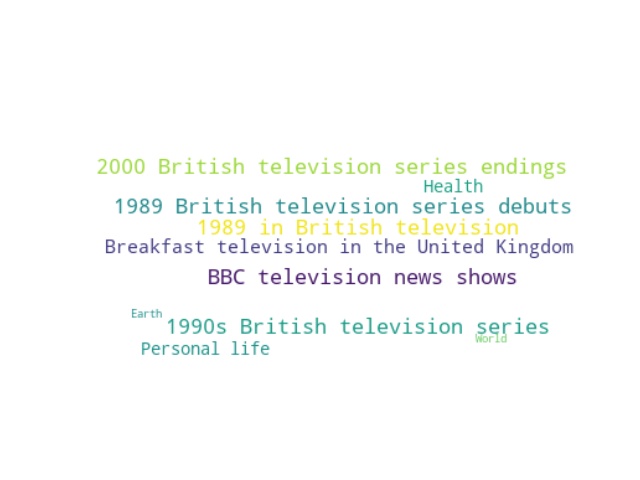 2000 British television series endings
Health
1989 British television series debuts
1989 in British television
Breakfast television in the United Kingdom
BBC television news shows
Earth
1990s British television series
World
Personal life